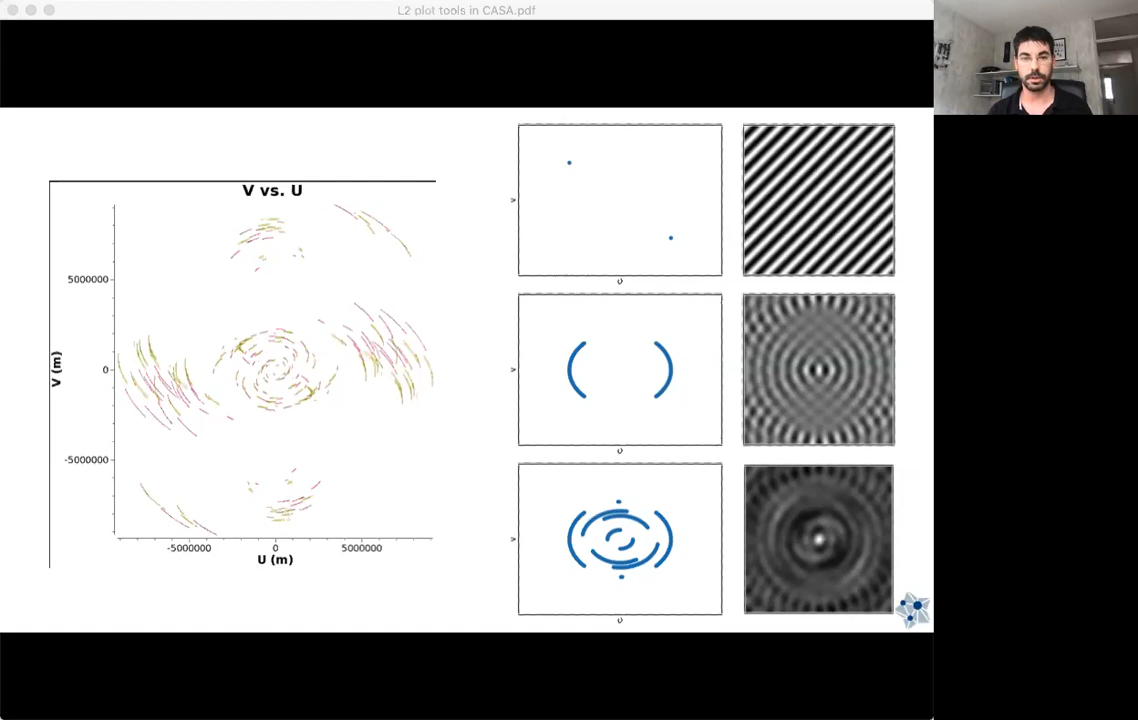 L2 plot tools in CASA.pdf
V vs. U
5000000
0
-5000000
V (m)
-5000000 0 5000000
U (m)
V
U
V
U
V
U